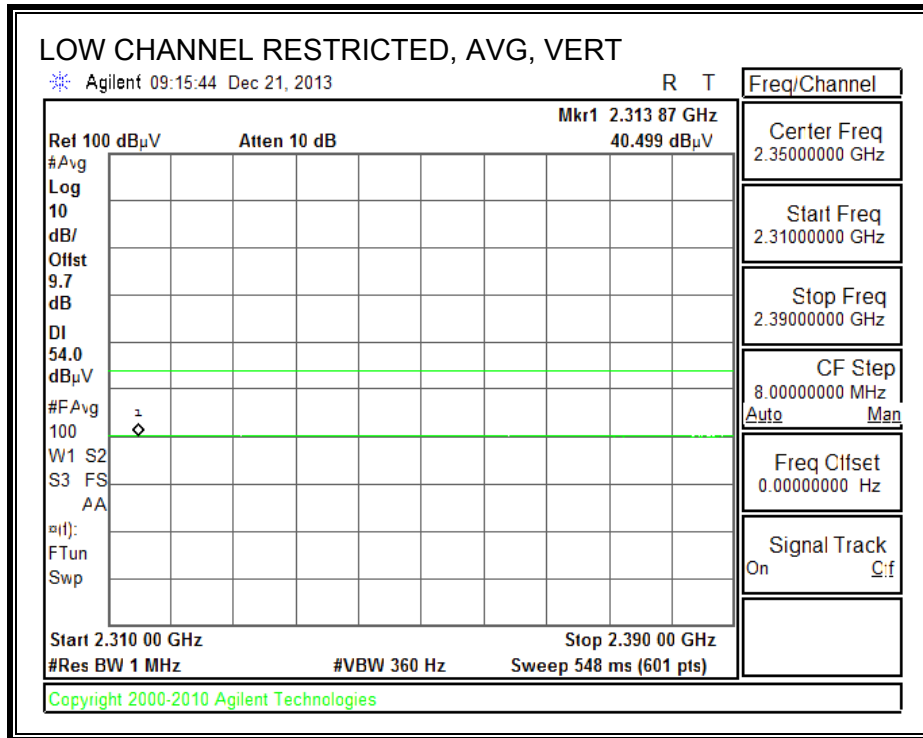 LOW CHANNEL RESTRICTED, AVG, VERT
Agilent 09:15:44 Dec 21, 2013 R T
Freq/Channel
Mkr1 2.313 87 GHz
Ref 100 dBµV Atten 10 dB 40.499 dBµV
#Avg
Log
10
dB/
Offst
9.7
dB
DI
54.0
dBµV
#FAvg
100
W1 S2
S3 FS
AA
¤(f):
FTun
Swp
1
Start 2.310 00 GHz Stop 2.390 00 GHz
#Res BW 1 MHz #VBW 360 Hz Sweep 548 ms (601 pts)
Center Freq
2.35000000 GHz
Start Freq
2.31000000 GHz
Stop Freq
2.39000000 GHz
CF Step
8.00000000 MHz
Auto Man
Freq Offset
0.00000000 Hz
Signal Track
On Off
Copyright 2000-2010 Agilent Technologies